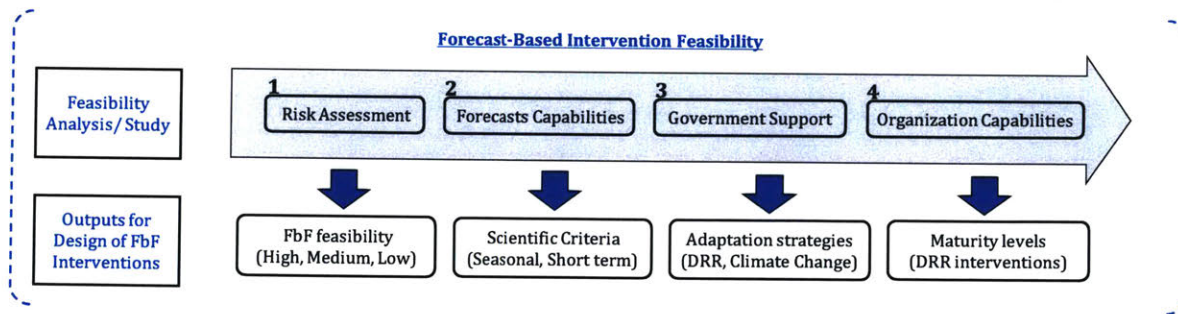 Forecast-Based Intervention Feasibility
Feasibility
Analysis/ Study
1
Risk Assessment
2
Forecasts Capabilities
3
Government Support
4
Organization Capabilities
Outputs for
Design of FbF
Interventions
FbF feasibility
(High, Medium, Low)
Scientific Criteria
(Seasonal, Short term)
Adaptation strategies
(DRR, Climate Change)
Maturity levels
(DRR interventions)